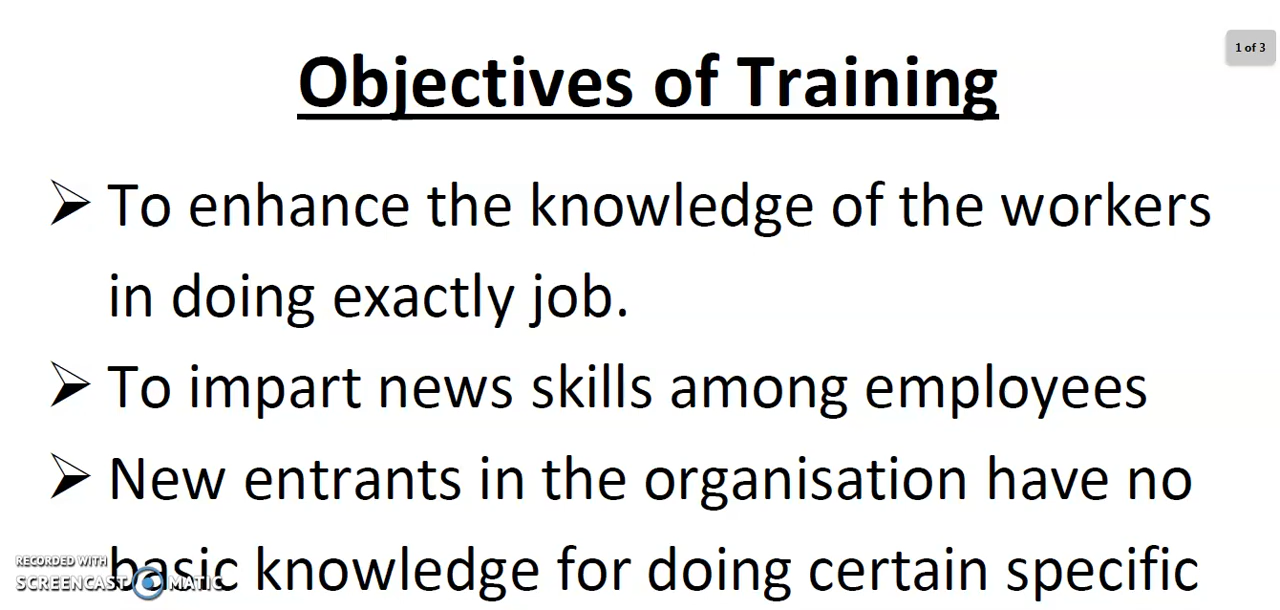 1 of 3
Objectives of Training
➢ To enhance the knowledge of the workers
in doing exactly job.
➢ To impart news skills among employees
➢ New entrants in the organisation have no
basic knowledge for doing certain specific
RECORDED WITH
SCREENCAST MATIC